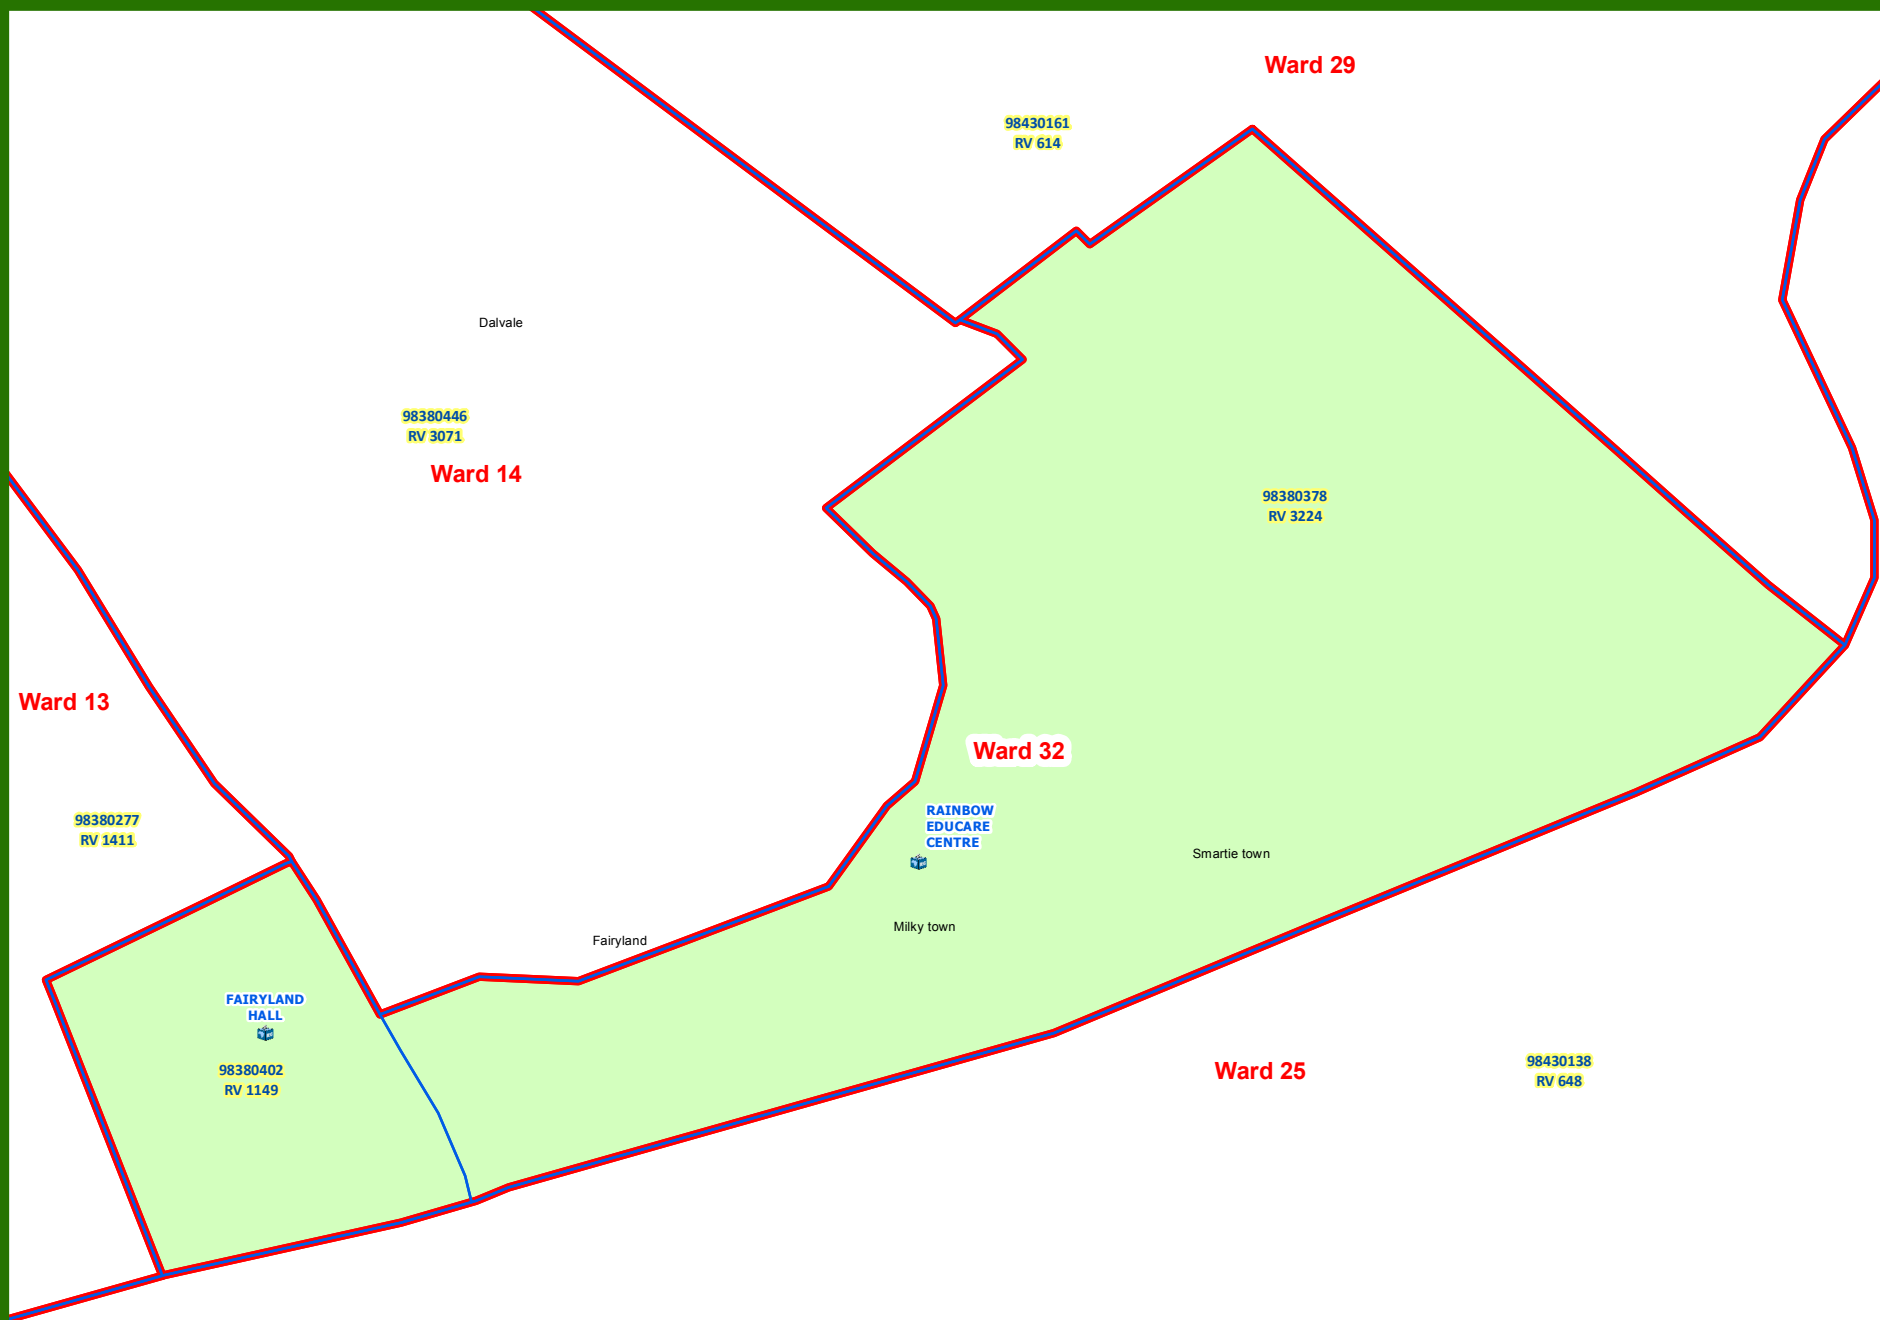 Ward 29
98430161
RV 614
Dalvale
98380446
RV 3071
Ward 14
98380378
RV 3224
Ward 13
Ward 32
98380277
RV 1411
RAINBOW
EDUCARE
CENTRE
Smartie town
Milky town
Fairyland
FAIRYLAND
HALL
98380402
RV 1149
Ward 25
98430138
RV 648